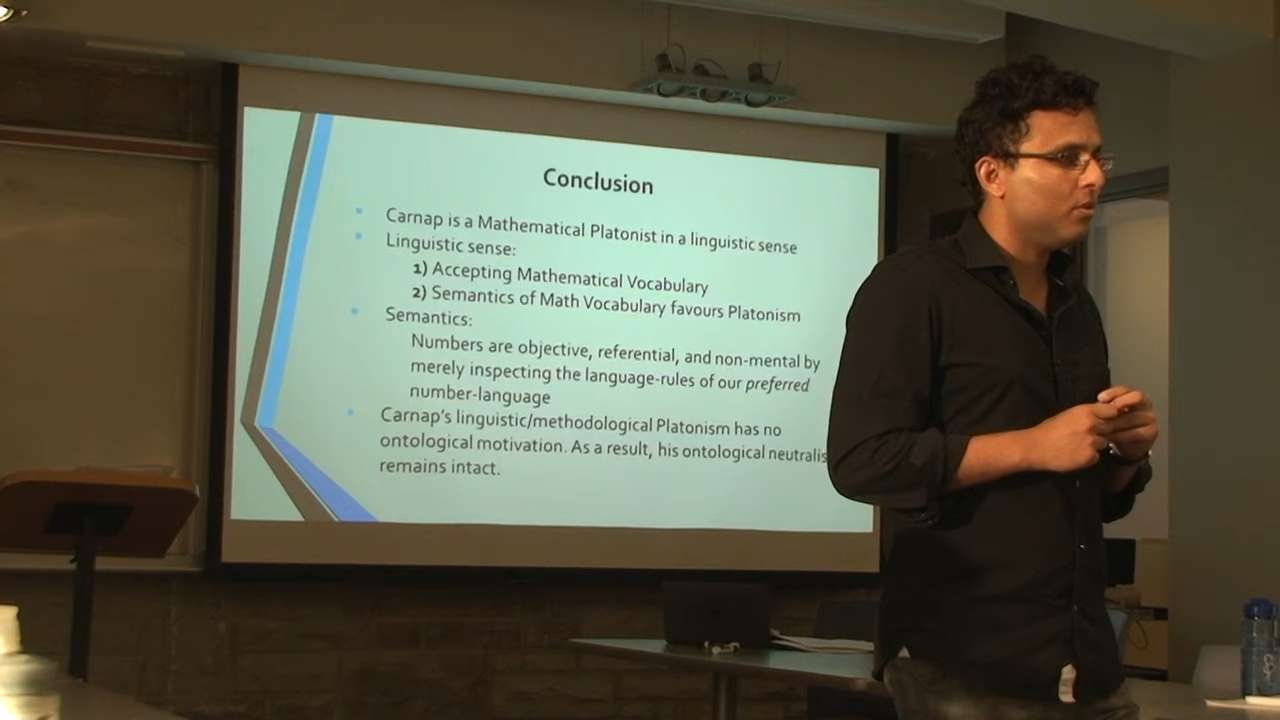 Conclusion
Carnap is a Mathematical Platonist in a linguistic sense
Linguistic sense:
1) Accepting Mathematical Vocabulary
2) Semantics of Math Vocabulary favours Platonism
Semantics:
Numbers are objective, referential, and non-mental by
merely inspecting the language-rules of our preferred
number-language
Carnap's linguistic/methodological Platonism has no
ontological motivation. As a result, his ontological neutralis
remains intact.